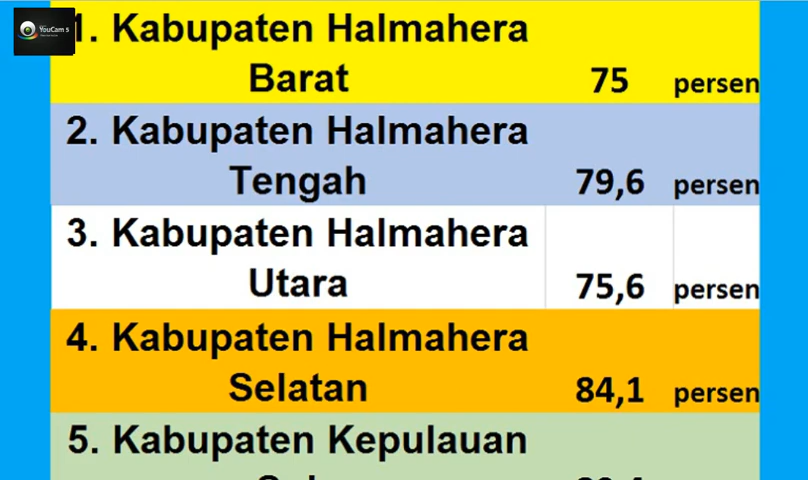 YouCam 5
1. Kabupaten Halmahera
Barat 75 persen
2. Kabupaten Halmahera
Tengah 79,6 persen
3. Kabupaten Halmahera
Utara 75,6 persen
4. Kabupaten Halmahera
Selatan 84,1 persen
5. Kabupaten Kepulauan